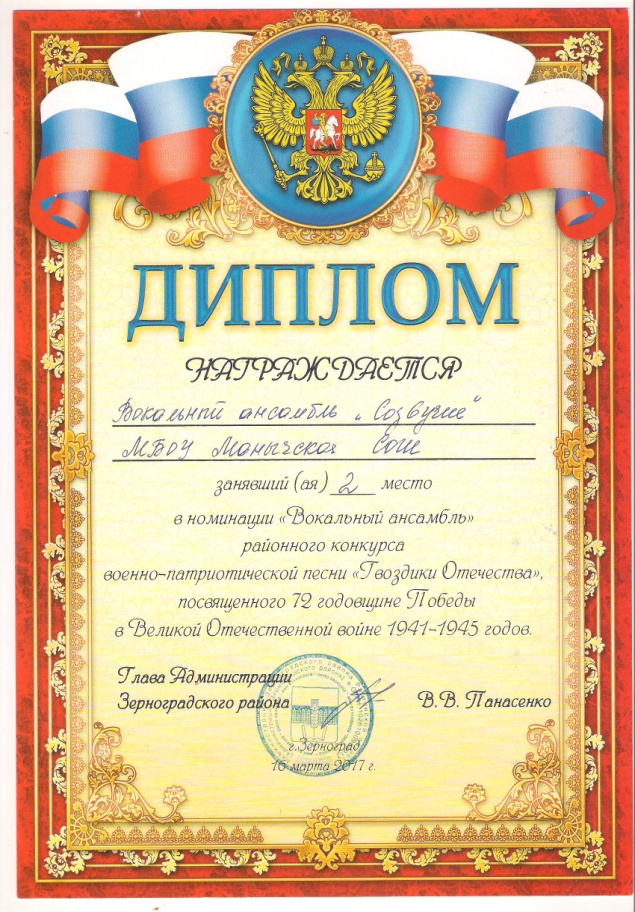 ДИПЛОМ
НАГРАЖДАЕТСЯ
Вокальный ансамбль „Созвучие"
МБОУ Манычская Сош
занявший (ая) 2 место
в номинации «Вокальный ансамбль»
районного конкурса
военно-патриотической песни «Гвоздики Отечества»,
посвященного 72 годовщине Победы
в Великой Отечественной войне 1941-1945 годов.
Глава Администрации
Зерноградского района В.В. Панасенко
г.Зерноград
16 марта 2017 г.